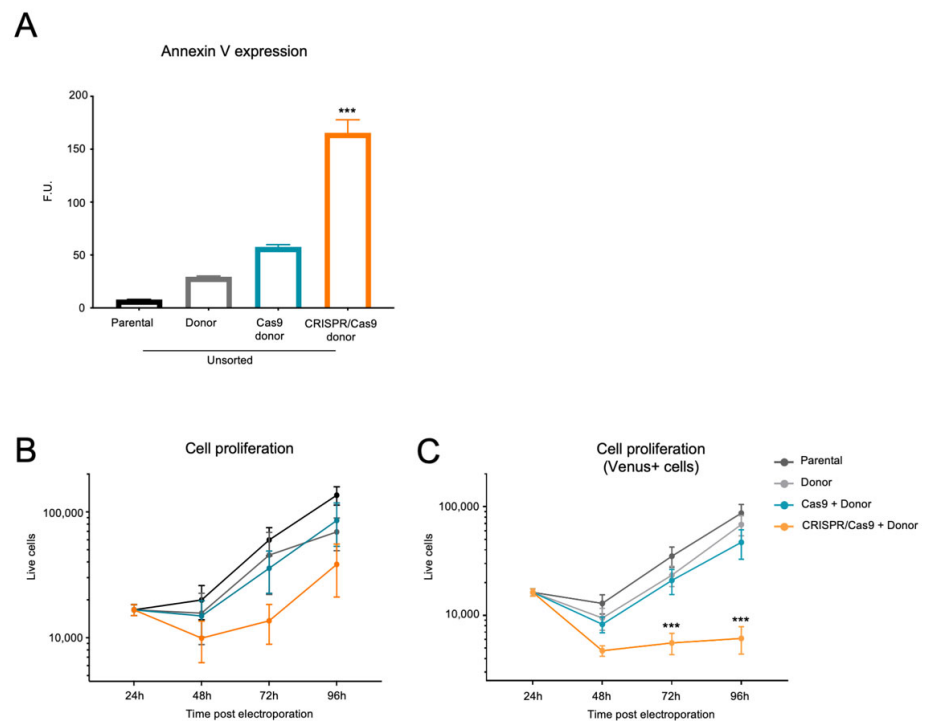 A
Annexin V expression
200
150
100
50
0
F.U.
***
Parental
Donor
Cas9
donor
CRISPR/Cas9
donor
Unsorted
B
Cell proliferation
100,000
10,000
Live cells
24h
48h
72h
96h
Time post electroporation
C
Cell proliferation
(Venus+ cells)
100,000
10,000
Live cells
***
***
24h
48h
72h
96h
Time post electroporation
Parental
Donor
Cas9 + Donor
CRISPR/Cas9 + Donor